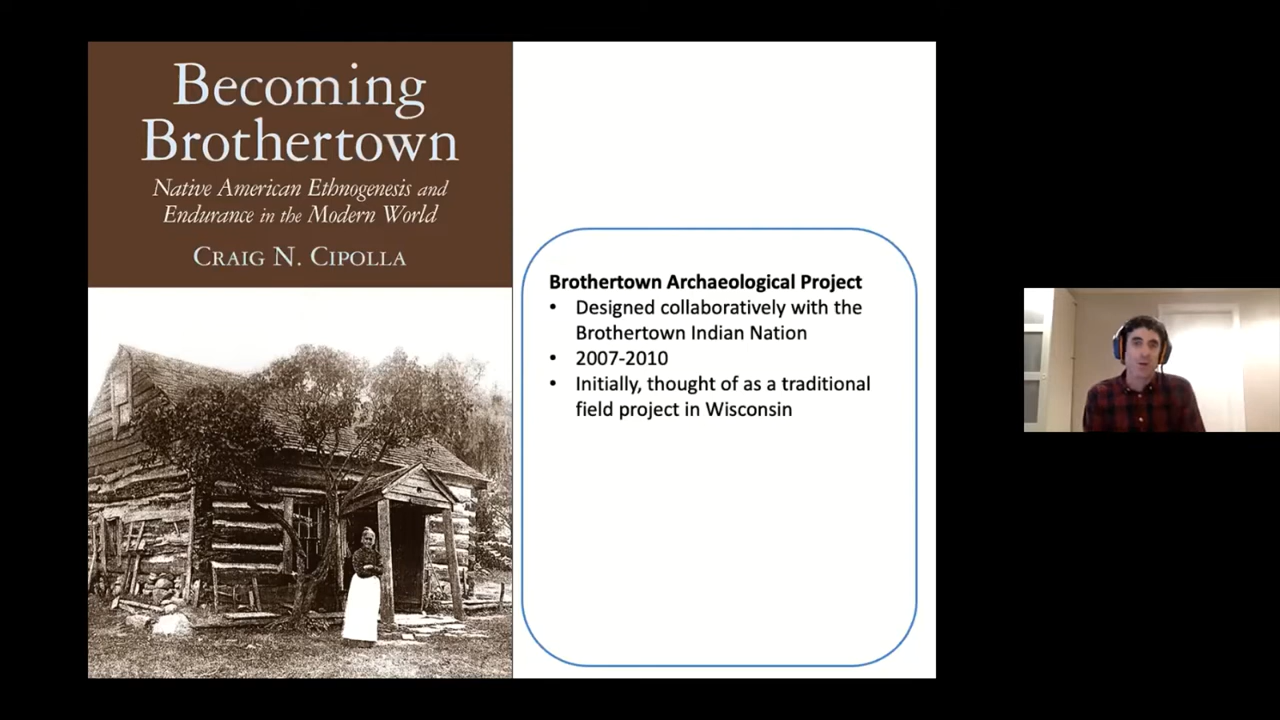 Becoming
Brothertown
Native American Ethnogenesis and
Endurance in the Modern World
CRAIG N. CIPOLLA
Brothertown Archaeological Project
• Designed collaboratively with the
Brothertown Indian Nation
• 2007-2010
• Initially, thought of as a traditional
field project in Wisconsin